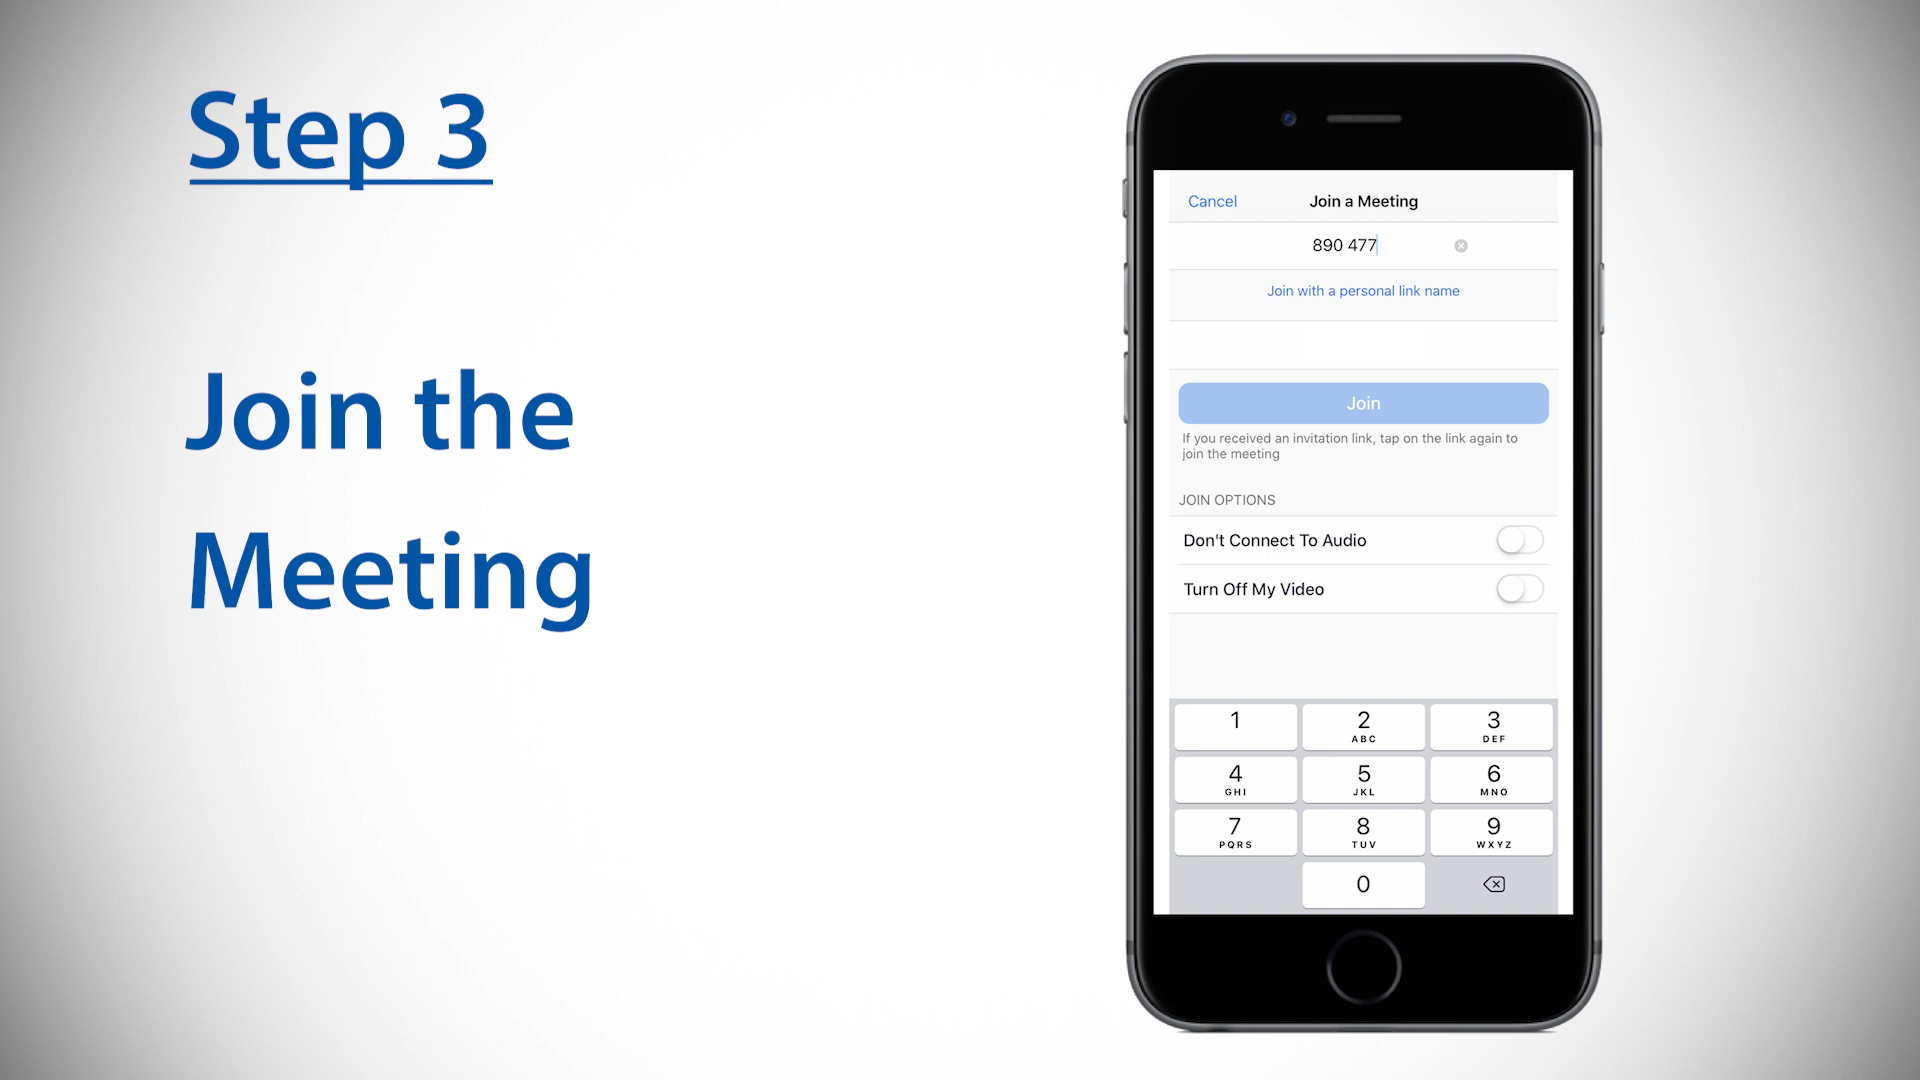 Step 3
Join the
Meeting
Cancel
Join a Meeting
890 477
Join with a personal link name
Join
If you received an invitation link, tap on the link again to
join the meeting
JOIN OPTIONS
Don't Connect To Audio
Turn Off My Video
1
2
3
ABC
DEF
4
5
6
GHI
JKL
MNO
7
8
9
PQRS
TUV
WXYZ
0